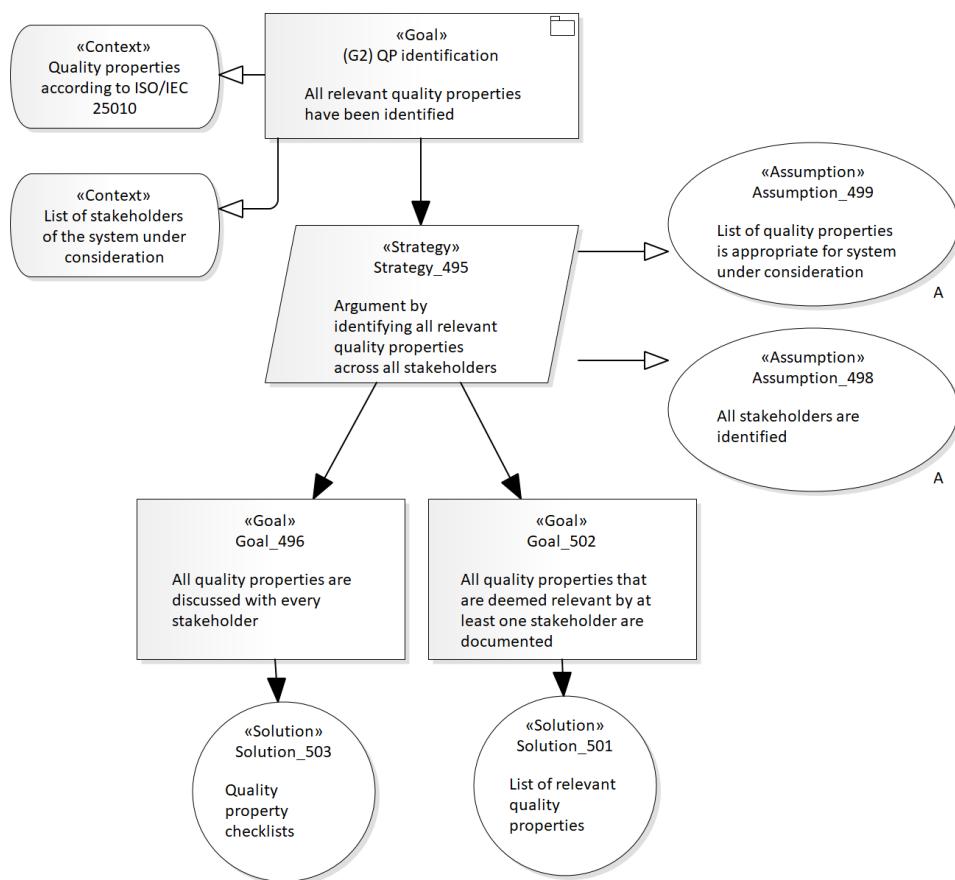 «Context»
Quality properties
according to ISO/IEC
25010
«Goal»
(G2) QP identification
All relevant quality properties
have been identified
«Context»
List of stakeholders
of the system under
consideration
«Strategy»
Strategy_495
Argument by
identifying all relevant
quality properties
across all stakeholders
«Assumption»
Assumption_499
List of quality properties
is appropriate for system
under consideration
A
«Assumption»
Assumption_498
All stakeholders are
identified
A
«Goal»
Goal_496
All quality properties are
discussed with every
stakeholder
«Goal»
Goal_502
All quality properties that
are deemed relevant by at
least one stakeholder are
documented
«Solution»
Solution_503
Quality
property
checklists
«Solution»
Solution_501
List of relevant
quality
properties